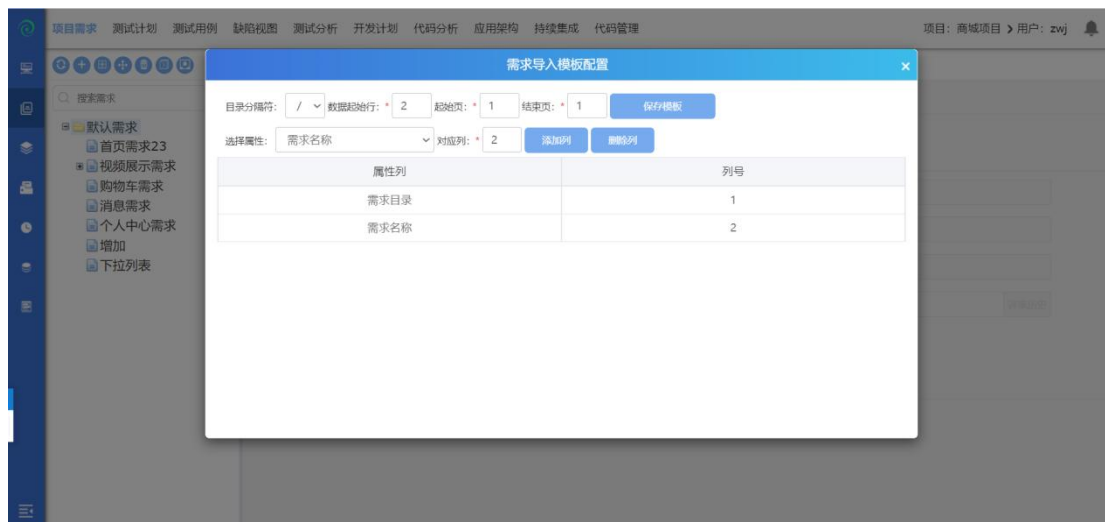 项目需求 测试计划 测试用例 缺陷视图 测试分析 开发计划 代码分析 应用架构 持续集成 代码管理 项目：商城项目 > 用户：zwj
需求导入模板配置 ×
搜索需求
目录分隔符： / 数据起始行：* 2 起始页：* 1 结束页：* 1 保存模板
选择属性： 需求名称 对应列：* 2 添加列 删除列
属性列 列号
需求目录 1
需求名称 2
默认需求
首页需求23
视频展示需求
购物车需求
消息需求
个人中心需求
增加
下拉列表